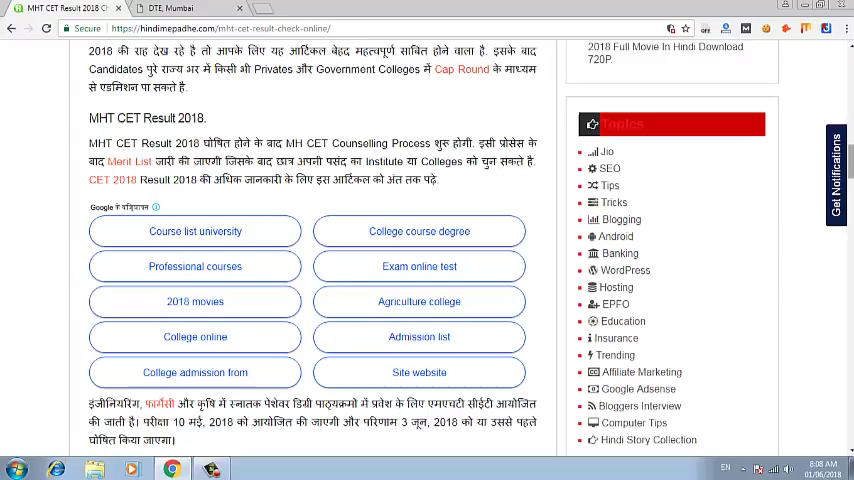 MHT CET Result 2018 Ch
DTE, Mumbai
Secure
https://hindimepadhe.com/mht-cet-result-check-online/
2018 की राह देख रहे है तो आपके लिए यह आर्टिकल बेहद महत्वपूर्ण साबित होने वाला है. इसके बाद
Candidates पुरे राज्य भर में किसी भी Privates और Government Colleges में Cap Round के माध्यम
से एडमिशन पा सकते है.
MHT CET Result 2018.
MHT CET Result 2018 घोषित होने के बाद MH CET Counselling Process शुरू होगी. इसी प्रोसेस के
बाद Merit List जारी की जाएगी जिसके बाद छात्र अपनी पसंद का Institute या Colleges को चुन सकते है.
CET 2018 Result 2018 की अधिक जानकारी के लिए इस आर्टिकल को अंत तक पढ़े.
Google के विज्ञापन
Course list university
College course degree
Professional courses
Exam online test
2018 movies
Agriculture college
College online
Admission list
College admission from
Site website
इंजीनियरिंग, फार्मेसी और कृषि में स्नातक पेशेवर डिग्री पाठ्यक्रमों में प्रवेश के लिए एमएचटी सीईटी आयोजित
की जाती है। परीक्षा 10 मई, 2018 को आयोजित की जाएगी और परिणाम 3 जून, 2018 को या उससे पहले
घोषित किया जाएगा।
2018 Full Movie In Hindi Download
720P.
Topics
Jio
SEO
Tips
Tricks
Blogging
Android
Banking
WordPress
Hosting
EPFO
Education
Insurance
Trending
Affiliate Marketing
Google Adsense
Bloggers Interview
Computer Tips
Hindi Story Collection
Get Notifications
EN
8:08 AM
01/06/2018